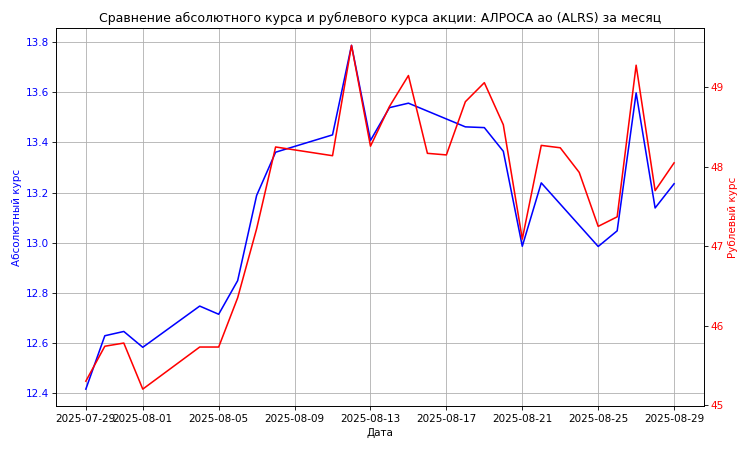 Сравнение абсолютного курса и рублевого курса акции: АЛРОСА ао (ALRS) за месяц
13.8
13.6
13.4
13.2
13.0
12.8
12.6
12.4
Абсолютный курс
49
48
47
46
45
Рублевый курс
2025-07-29 2025-08-01 2025-08-05 2025-08-09 2025-08-13 2025-08-17 2025-08-21 2025-08-25 2025-08-29
Дата